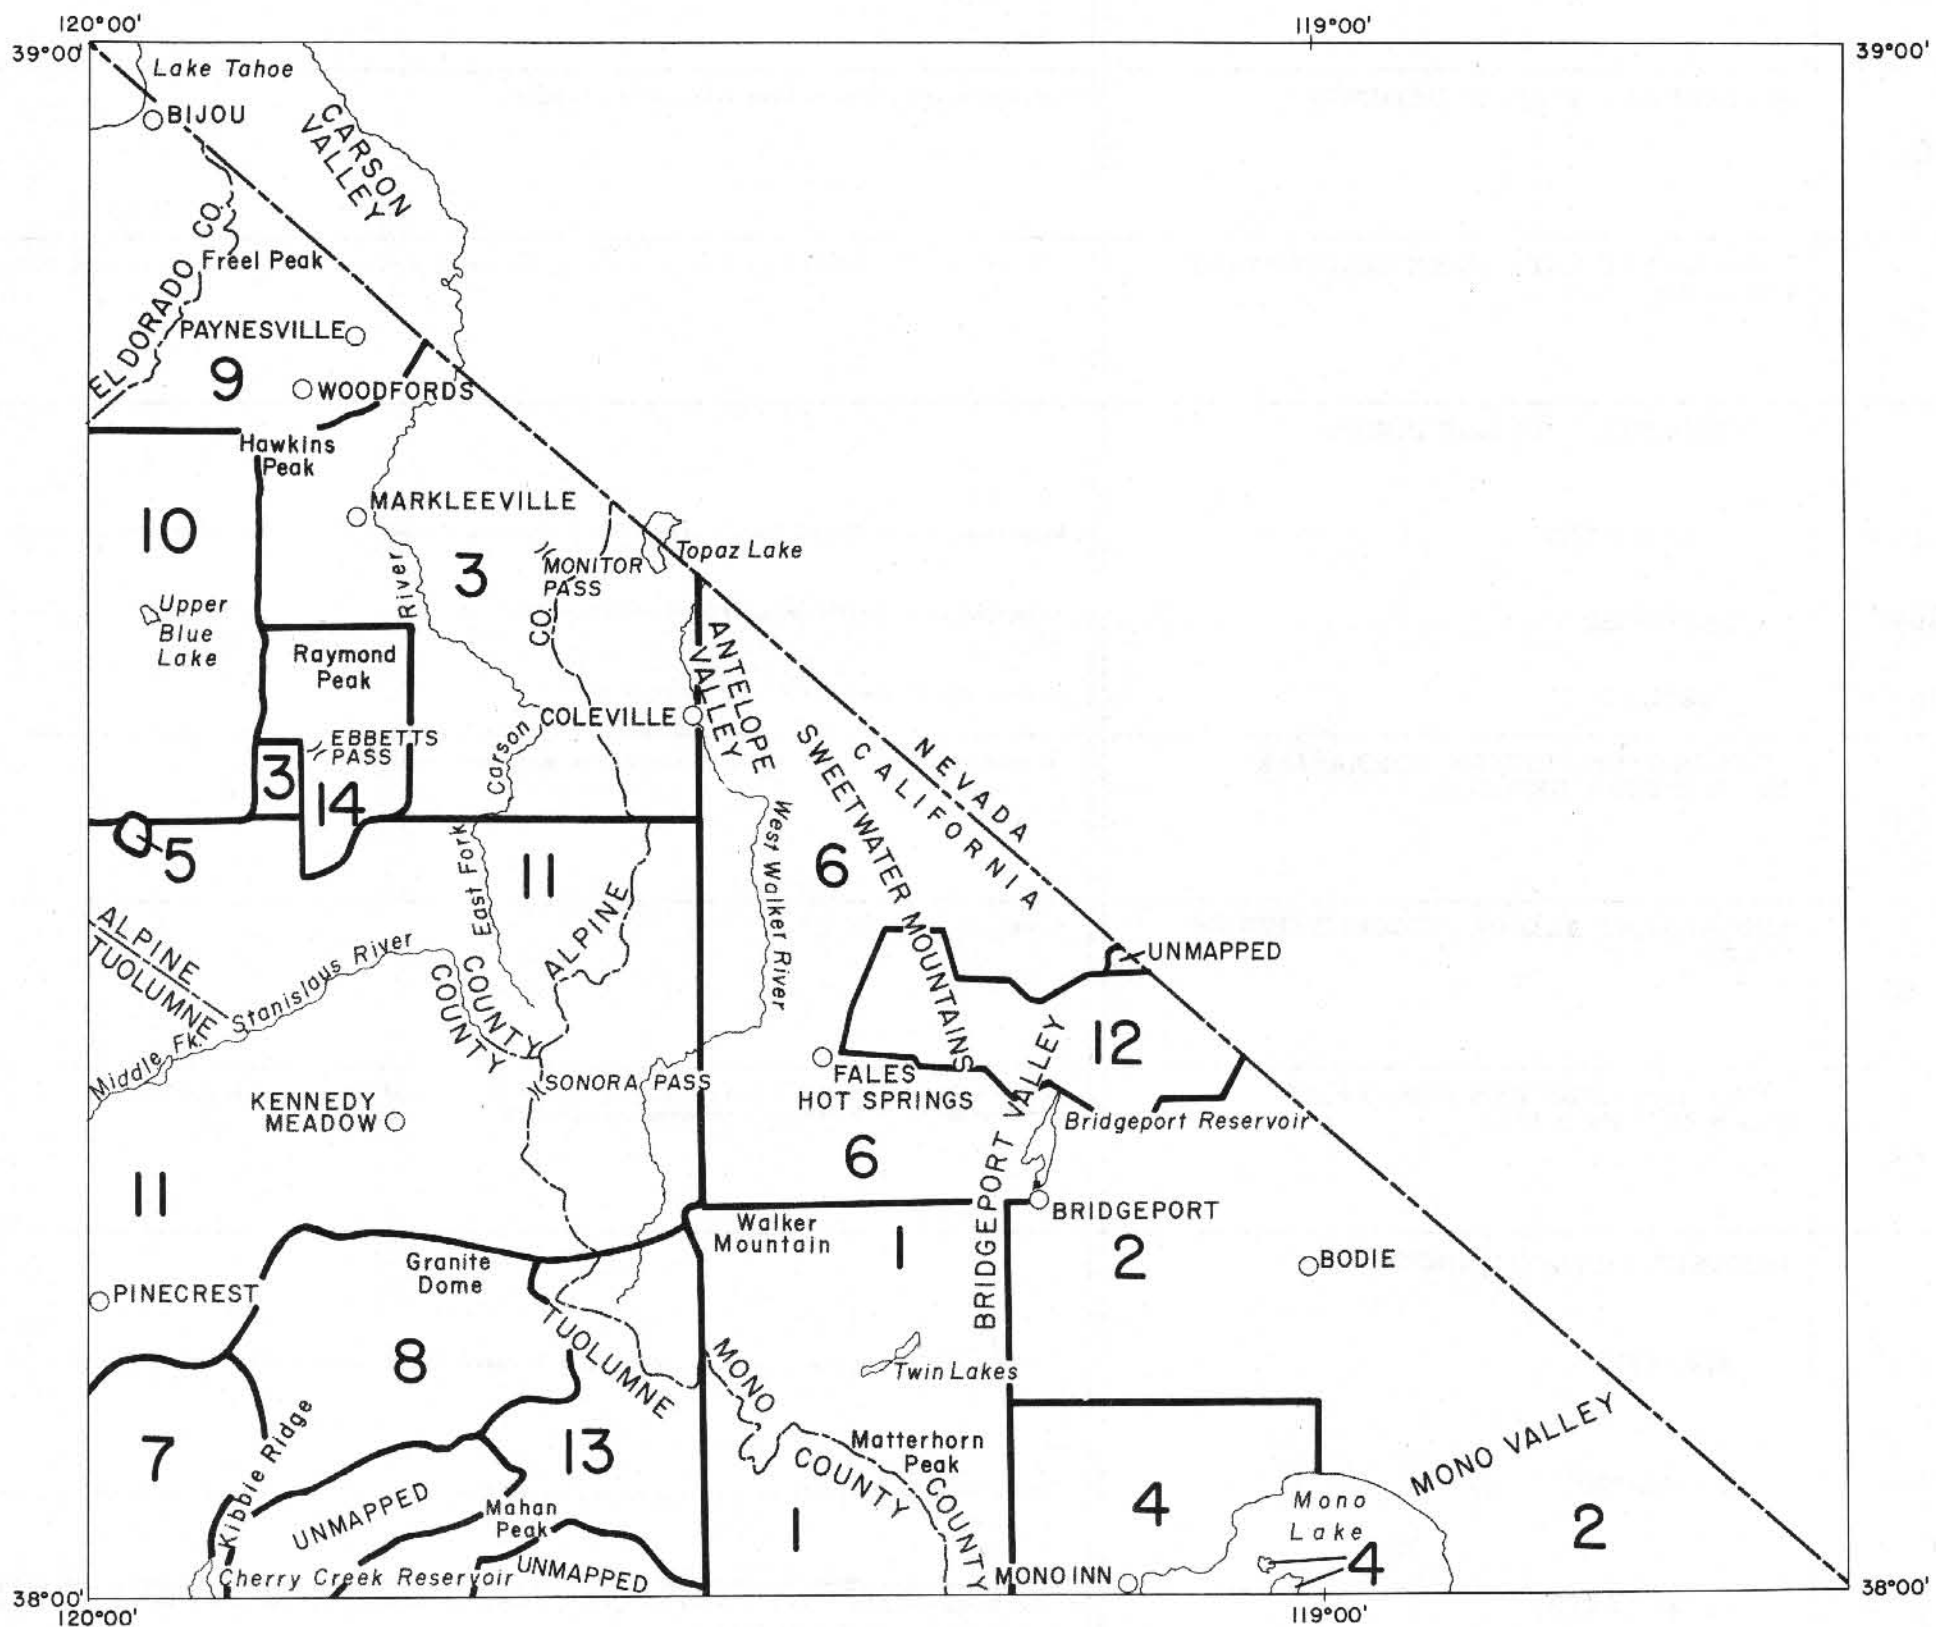 120°00'
119°00'
39°00'
39°00'
Lake Tahoe
BIJOU
CARSON
VALLEY
ELDORADO CO.
Freel Peak
PAYNESVILLE
9
WOODFORDS
Hawkins
Peak
10
MARKLEEVILLE
3
MONITOR
PASS
Topaz Lake
River
CO.
Upper
Blue
Lake
Raymond
Peak
ANTELOPE
VALLEY
COLEVILLE
EBBETTS
PASS
Carson
3
14
SWEETWATER MOUNTAINS
NEVADA
CALIFORNIA
5
East Fork
11
ALPINE
West Walker River
6
ALPINE
TUOLUMNE
Middle Fk. Stanislaus River
COUNTY
COUNTY
UNMAPPED
12
FALES
HOT SPRINGS
SONORA PASS
KENNEDY
MEADOW
BRIDGEPORT VALLEY
Bridgeport Reservoir
6
11
BRIDGEPORT
Walker
Mountain
1
2
BODIE
Granite
Dome
PINECREST
TUOLUMNE
MONO
8
Twin Lakes
7
Kibbie Ridge
13
Matterhorn
Peak
COUNTY
COUNTY
MONO VALLEY
UNMAPPED
Mahan
Peak
1
4
Mono
Lake
4
2
Cherry Creek Reservoir
UNMAPPED
MONO INN
38°00'
38°00'
120°00'
119°00'